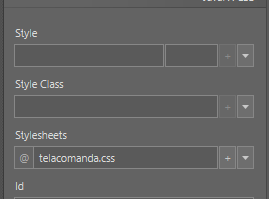 Style
+
Style Class
+
Stylesheets
@ telacomanda.css +
Id